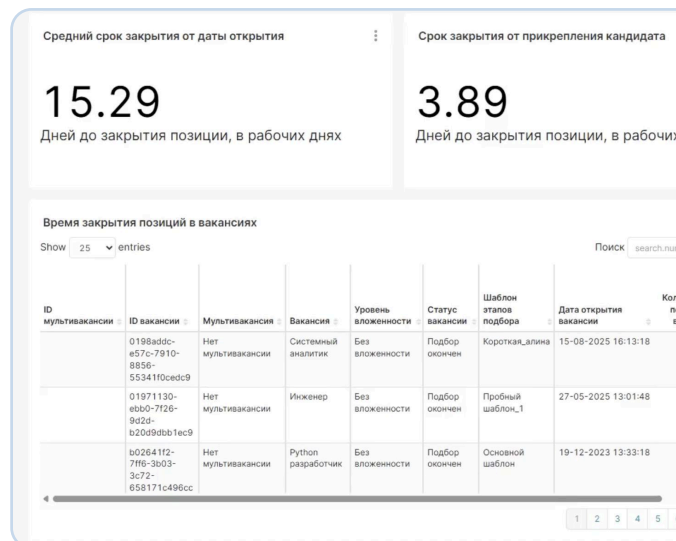 Средний срок закрытия от даты открытия
15.29
Дней до закрытия позиции, в рабочих днях
Срок закрытия от прикрепления кандидата
3.89
Дней до закрытия позиции, в рабочих
Время закрытия позиций в вакансиях
Show 25 entries
Поиск search.nu
ID мультивакансии
ID вакансии
Мультивакансия
Вакансия
Уровень вложенности
Статус вакансии
Шаблон этапов подбора
Дата открытия вакансии
0198addc-
e57c-7910-
8856-
55341f0cedc9
Нет
мультивакансии
Системный
аналитик
Без
вложенности
Подбор
окончен
Короткая_алина
15-08-2025 16:13:18
01971130-
ebb0-7f26-
9d2d-
b20d9dbb1ec9
Нет
мультивакансии
Инженер
Без
вложенности
Подбор
окончен
Пробный
шаблон_1
27-05-2025 13:01:48
b02641f2-
7ff6-3b03-
3c72-
658171c496cc
Нет
мультивакансии
Python
разработчик
Без
вложенности
Подбор
окончен
Основной
шаблон
19-12-2023 13:33:18
1 2 3 4 5